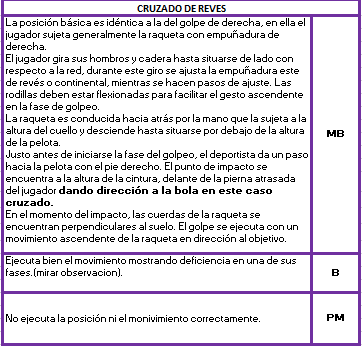 CRUZADO DE REVES
La posición básica es idéntica a la del golpe de derecha, en ella el
jugador sujeta generalmente la raqueta con empuñadura de
derecha.
El jugador gira sus hombros y cadera hasta situarse de lado con
respecto a la red, durante este giro se ajusta la empuñadura este
de revés o continental, mientras se hacen pasos de ajuste. Las
rodillas deben estar flexionadas para facilitar el gesto ascendente
en la fase de golpeo.
La raqueta es conducida hacia atrás por la mano que la sujeta a la
altura del cuello y desciende hasta situarse por debajo de la altura
de la pelota.
Justo antes de iniciarse la fase del golpeo, el deportista da un paso
hacia la pelota con el pie derecho. El punto de impacto se
encuentra a la altura de la cintura, delante de la pierna atrasada
del jugador dando dirección a la bola en este caso
cruzado.
En el momento del impacto, las cuerdas de la raqueta se
encuentran perpendiculares al suelo. El golpe se ejecuta con un
movimiento ascendente de la raqueta en dirección al objetivo.
MB
Ejecuta bien el movimiento mostrando deficiencia en una de sus
fases.(mirar observacion).
B
No ejecuta la posición ni el monivimiento correctamente.
PM